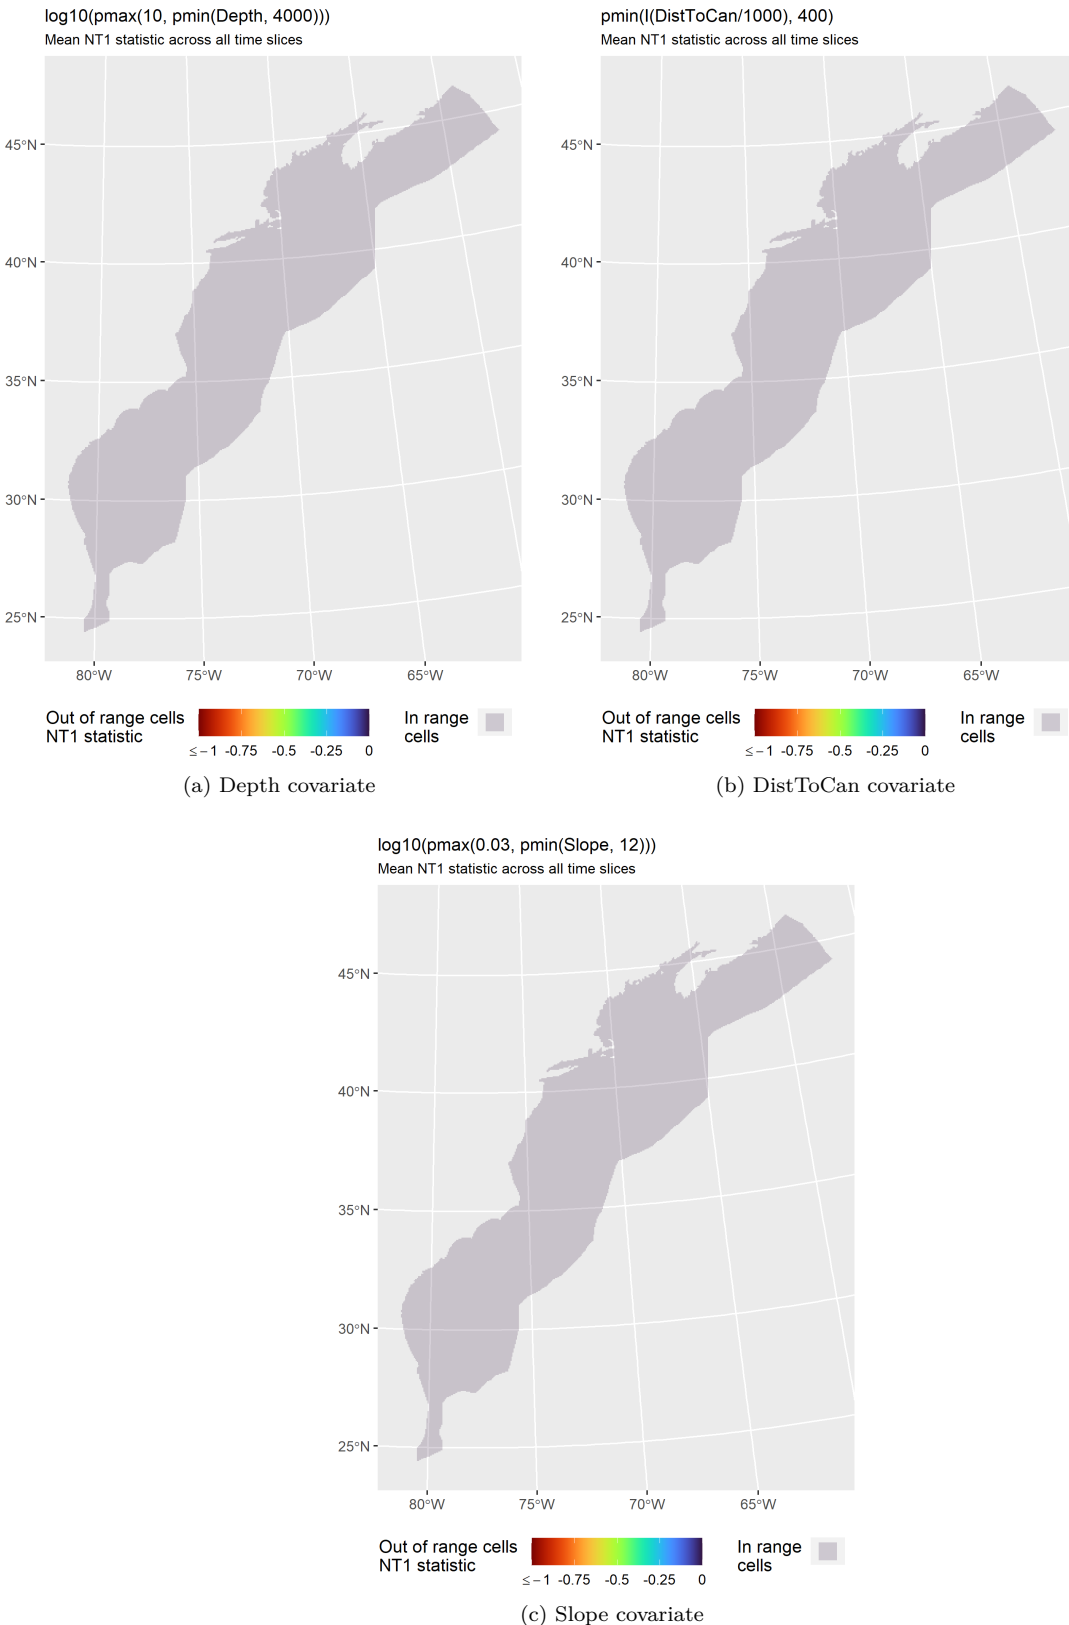 log10(pmax(10, pmin(Depth, 4000)))
Mean NT1 statistic across all time slices
45°N
40°N
35°N
30°N
25°N
80°W 75°W 70°W 65°W
Out of range cells
NT1 statistic
≤−1 -0.75 -0.5 -0.25 0
In range
cells
(a) Depth covariate
pmin(I(DistToCan/1000), 400)
Mean NT1 statistic across all time slices
45°N
40°N
35°N
30°N
25°N
80°W 75°W 70°W 65°W
Out of range cells
NT1 statistic
≤−1 -0.75 -0.5 -0.25 0
In range
cells
(b) DistToCan covariate
log10(pmax(0.03, pmin(Slope, 12)))
Mean NT1 statistic across all time slices
45°N
40°N
35°N
30°N
25°N
80°W 75°W 70°W 65°W
Out of range cells
NT1 statistic
≤−1 -0.75 -0.5 -0.25 0
In range
cells
(c) Slope covariate